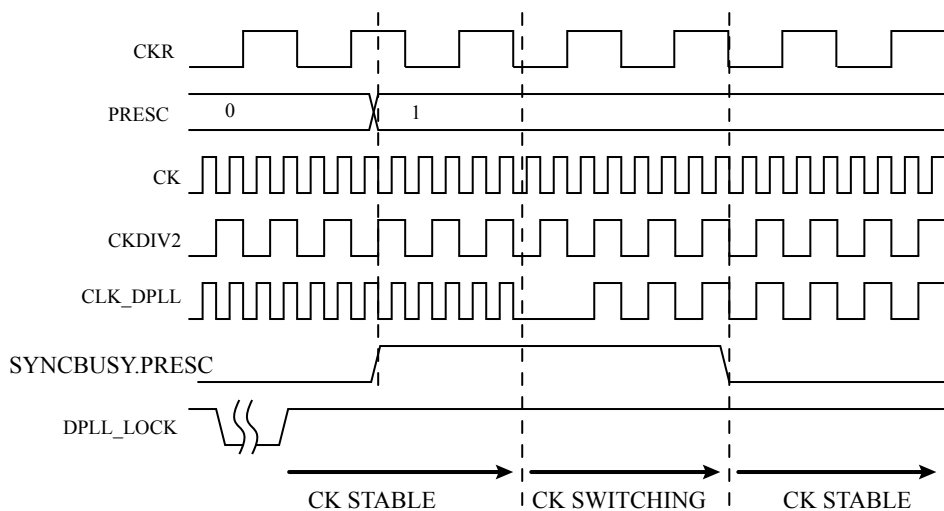 CKR
PRESC
0
1
CK
CKDIV2
CLK_DPLL
SYNCBUSY.PRESC
DPLL_LOCK
CK STABLE
CK SWITCHING
CK STABLE